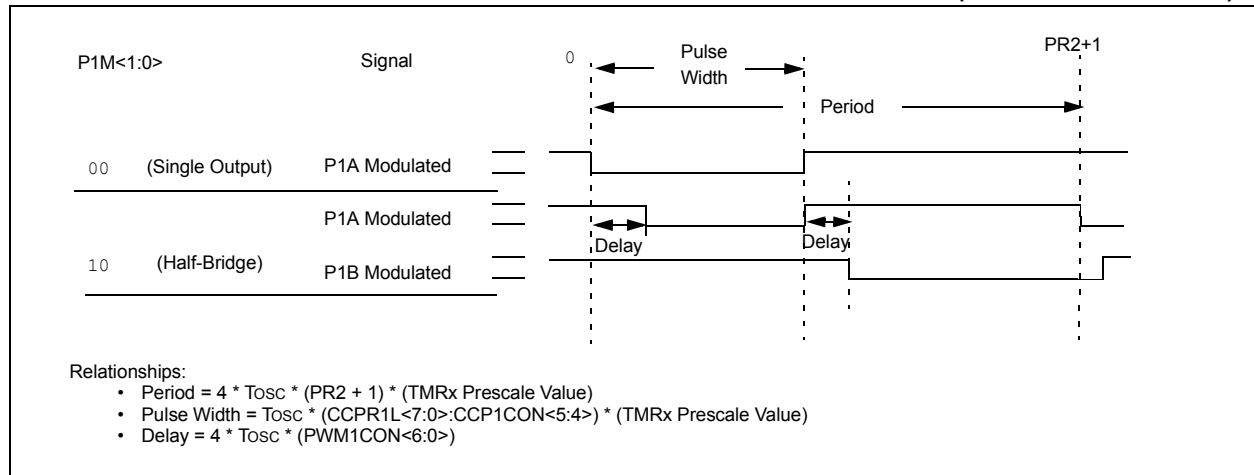 P1M<1:0> Signal 0 Pulse Width PR2+1
Period
00 (Single Output) P1A Modulated
P1A Modulated
Delay Delay
10 (Half-Bridge) P1B Modulated
Relationships:
• Period = 4 * TOSC * (PR2 + 1) * (TMRx Prescale Value)
• Pulse Width = TOSC * (CCPR1L<7:0>:CCP1CON<5:4>) * (TMRx Prescale Value)
• Delay = 4 * TOSC * (PWM1CON<6:0>)